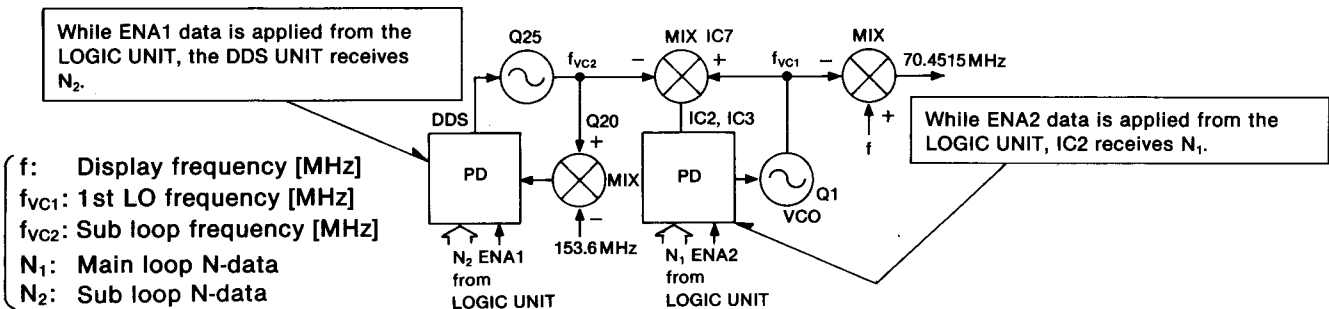 While ENA1 data is applied from the
LOGIC UNIT, the DDS UNIT receives
N₂.
Q25
MIX IC7
MIX
fVC2
−
+
fVC1
−
70.4515MHz
DDS
Q20
+
IC2, IC3
+
f
While ENA2 data is applied from the
LOGIC UNIT, IC2 receives N₁.
PD
MIX
PD
−
Q1
VCO
153.6MHz
f: Display frequency [MHz]
fVC1: 1st LO frequency [MHz]
fVC2: Sub loop frequency [MHz]
N₁: Main loop N-data
N₂: Sub loop N-data
N₂ ENA1
from
LOGIC UNIT
N₁ ENA2
from
LOGIC UNIT